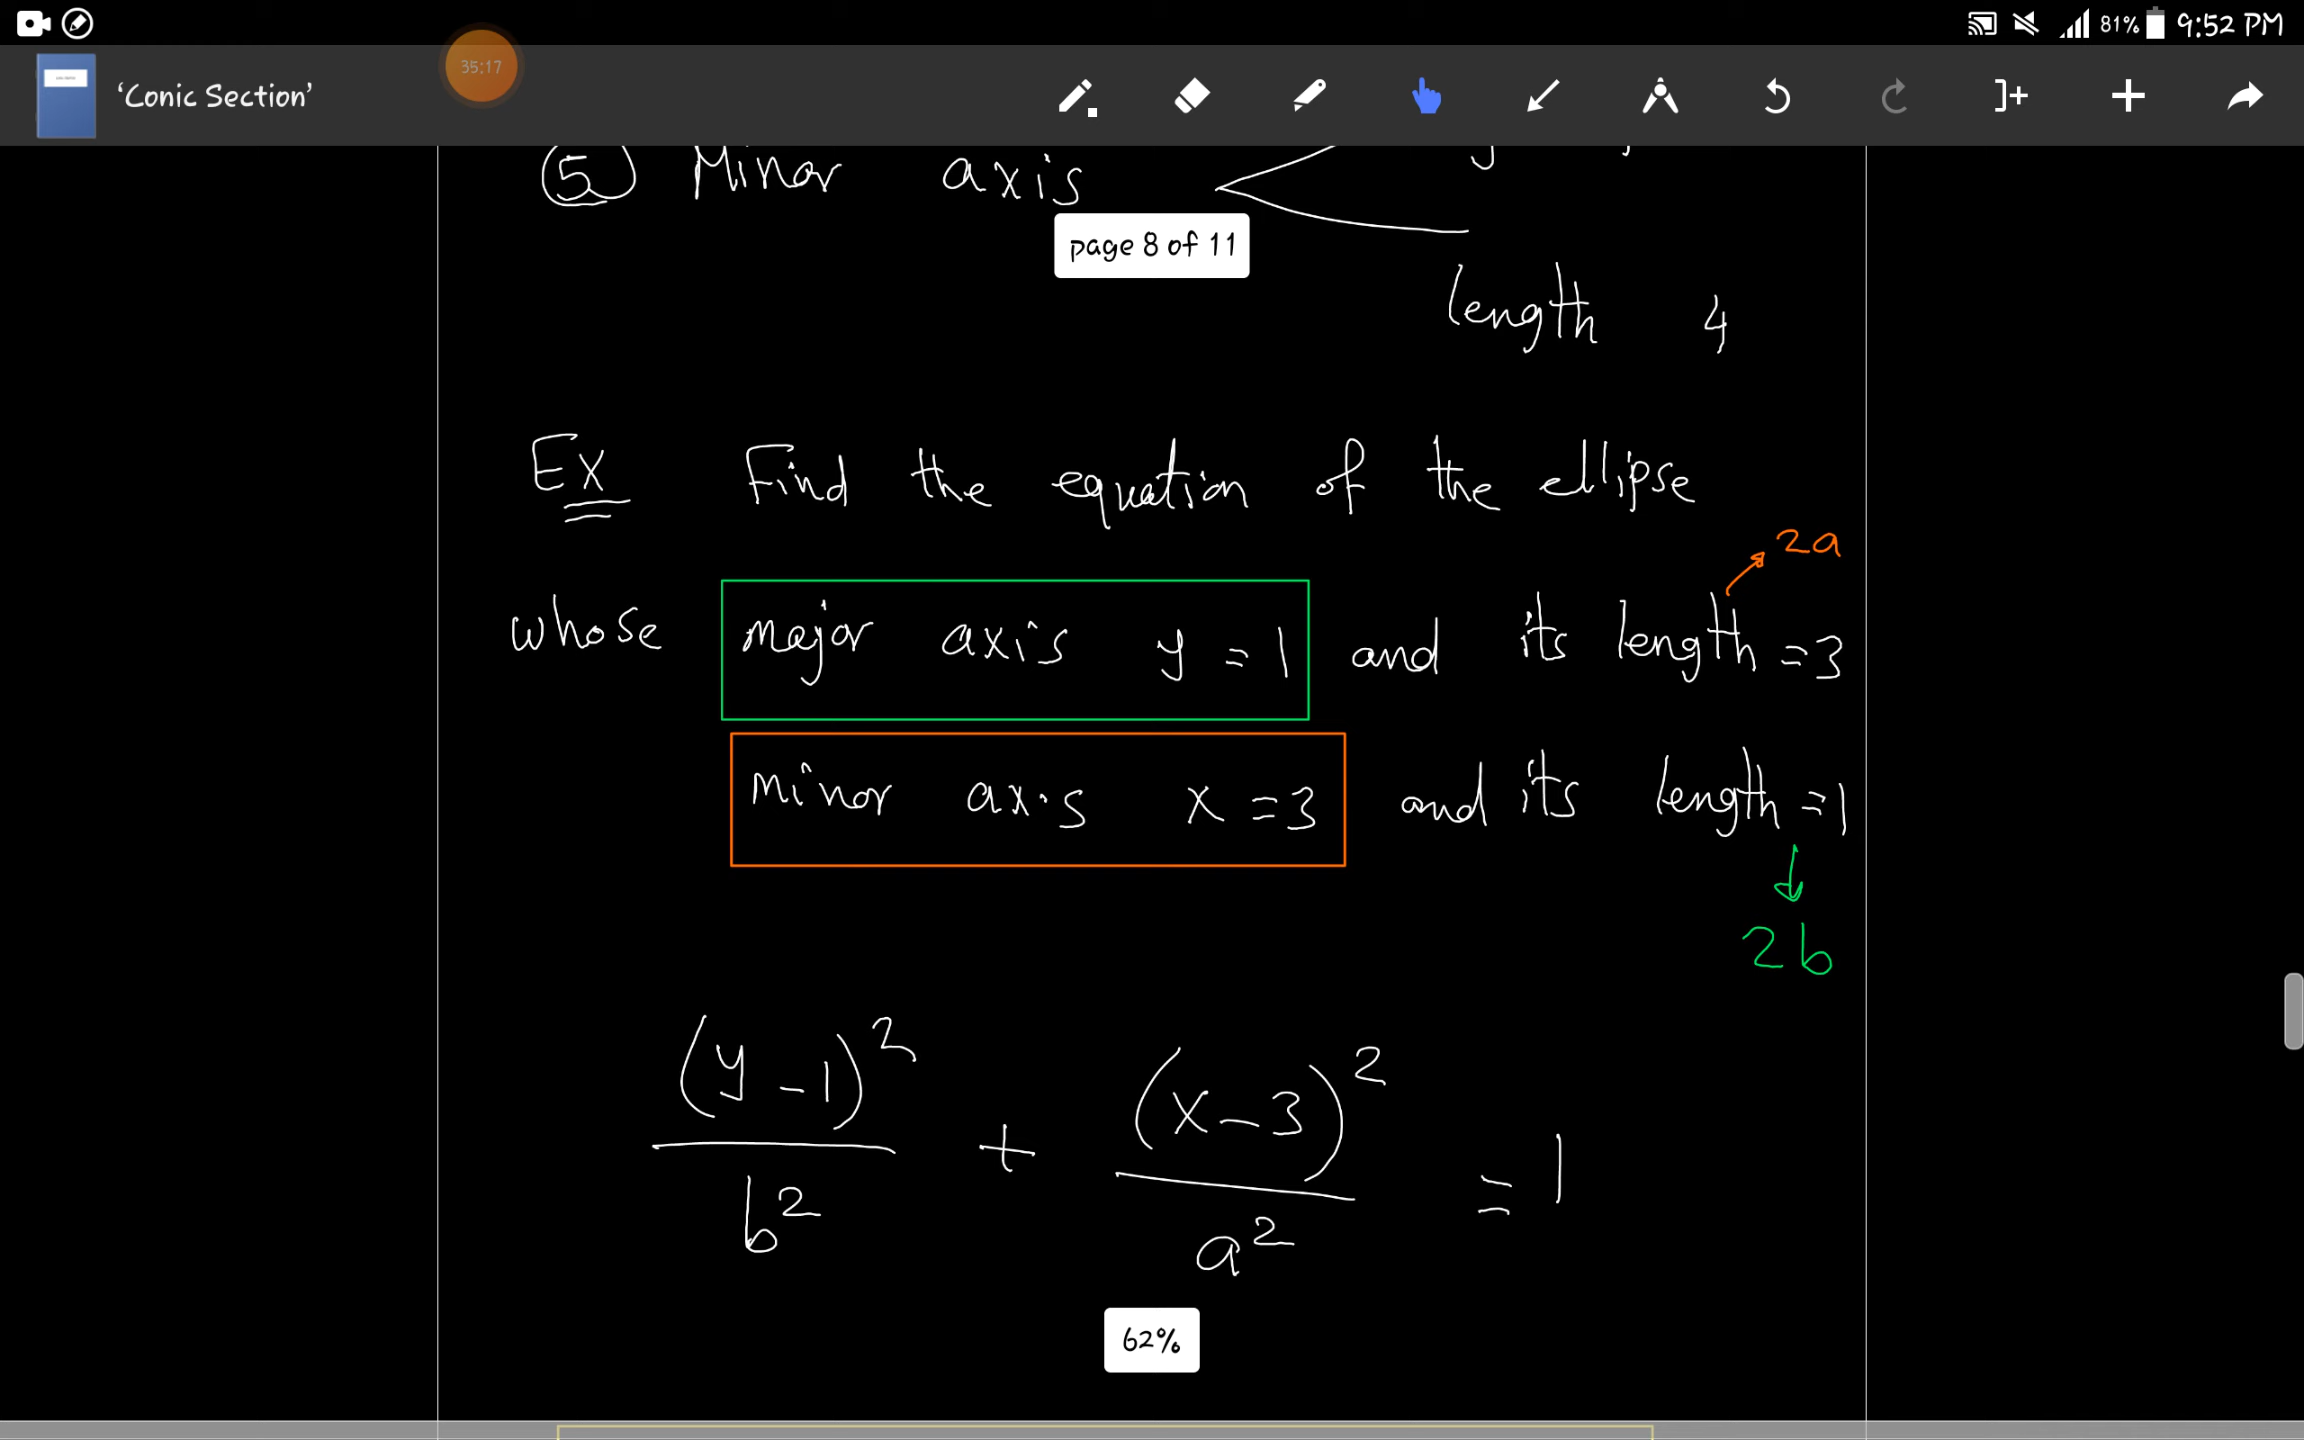 81% 9:52 PM
'Conic Section'
35:17
⑤ Minor axis
page 8 of 11
length 4
Ex Find the equation of the ellipse
2a
whose major axis y = 1 and its length = 3
minor axis x = 3 and its length = 1
2b
(y - 1)² / b² + (x - 3)² / a² = 1
62%